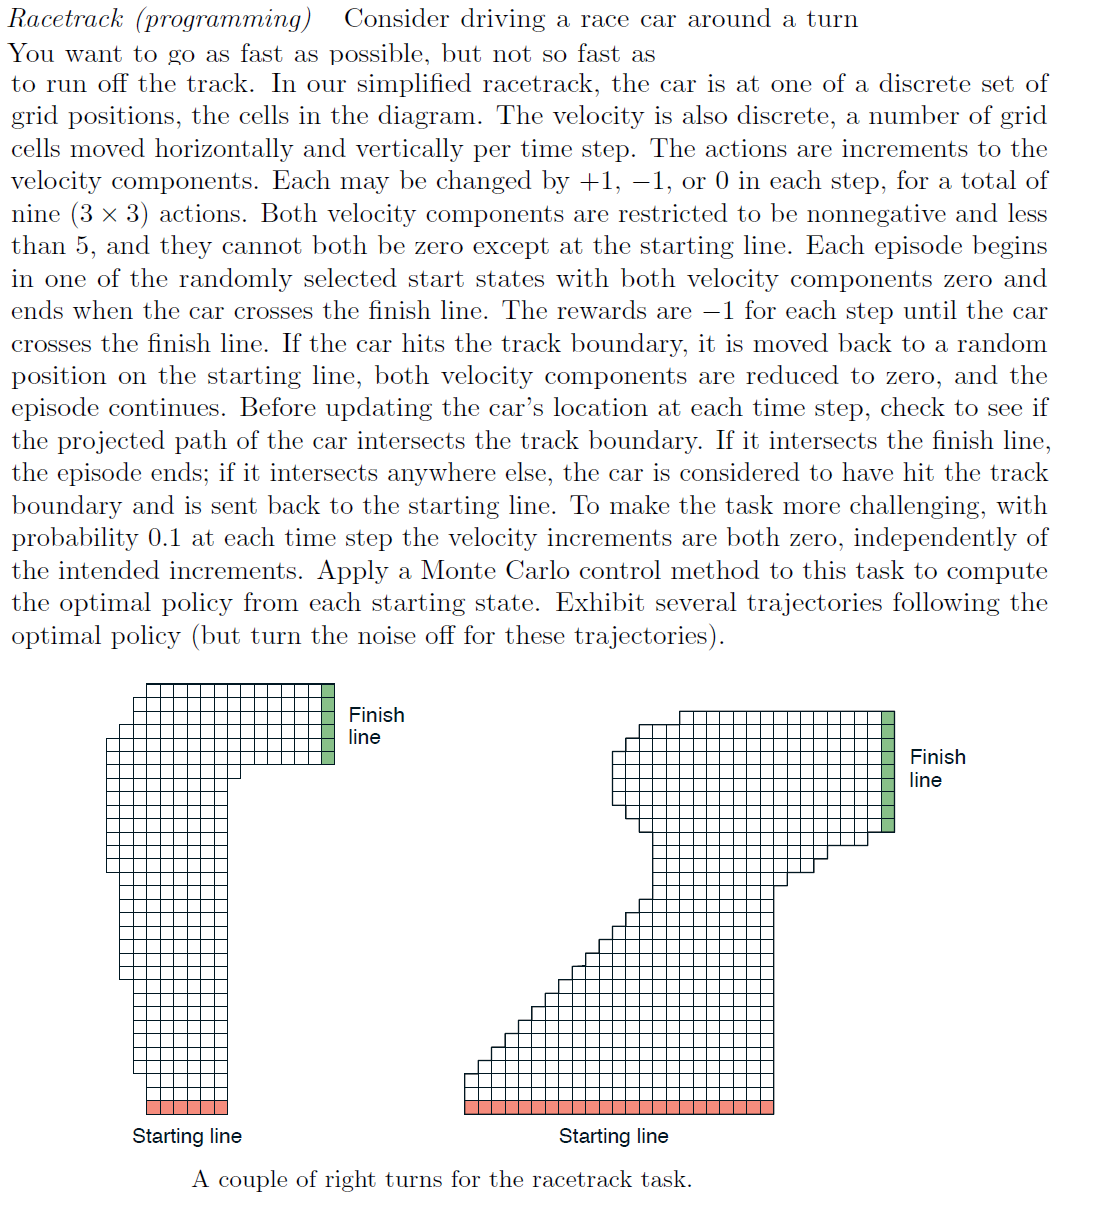 Racetrack (programming) Consider driving a race car around a turn
You want to go as fast as possible, but not so fast as
to run off the track. In our simplified racetrack, the car is at one of a discrete set of
grid positions, the cells in the diagram. The velocity is also discrete, a number of grid
cells moved horizontally and vertically per time step. The actions are increments to the
velocity components. Each may be changed by +1, −1, or 0 in each step, for a total of
nine (3 × 3) actions. Both velocity components are restricted to be nonnegative and less
than 5, and they cannot both be zero except at the starting line. Each episode begins
in one of the randomly selected start states with both velocity components zero and
ends when the car crosses the finish line. The rewards are −1 for each step until the car
crosses the finish line. If the car hits the track boundary, it is moved back to a random
position on the starting line, both velocity components are reduced to zero, and the
episode continues. Before updating the car's location at each time step, check to see if
the projected path of the car intersects the track boundary. If it intersects the finish line,
the episode ends; if it intersects anywhere else, the car is considered to have hit the track
boundary and is sent back to the starting line. To make the task more challenging, with
probability 0.1 at each time step the velocity increments are both zero, independently of
the intended increments. Apply a Monte Carlo control method to this task to compute
the optimal policy from each starting state. Exhibit several trajectories following the
optimal policy (but turn the noise off for these trajectories).
Finish
line
Finish
line
Starting line
Starting line
A couple of right turns for the racetrack task.